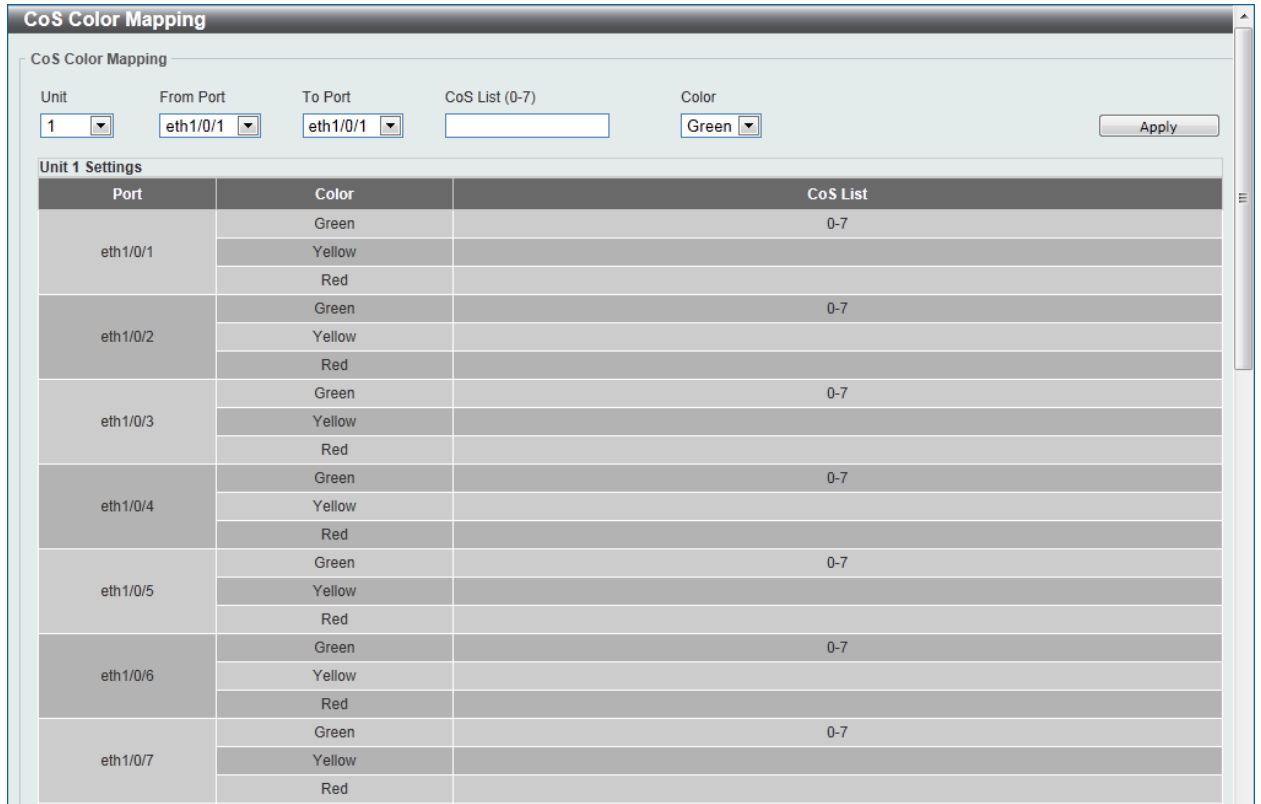 CoS Color Mapping
CoS Color Mapping
Unit From Port To Port CoS List (0-7) Color
1 eth1/0/1 eth1/0/1 Green Apply
Unit 1 Settings
Port Color CoS List
Green 0-7
eth1/0/1 Yellow
Red
Green 0-7
eth1/0/2 Yellow
Red
Green 0-7
eth1/0/3 Yellow
Red
Green 0-7
eth1/0/4 Yellow
Red
Green 0-7
eth1/0/5 Yellow
Red
Green 0-7
eth1/0/6 Yellow
Red
Green 0-7
eth1/0/7 Yellow
Red